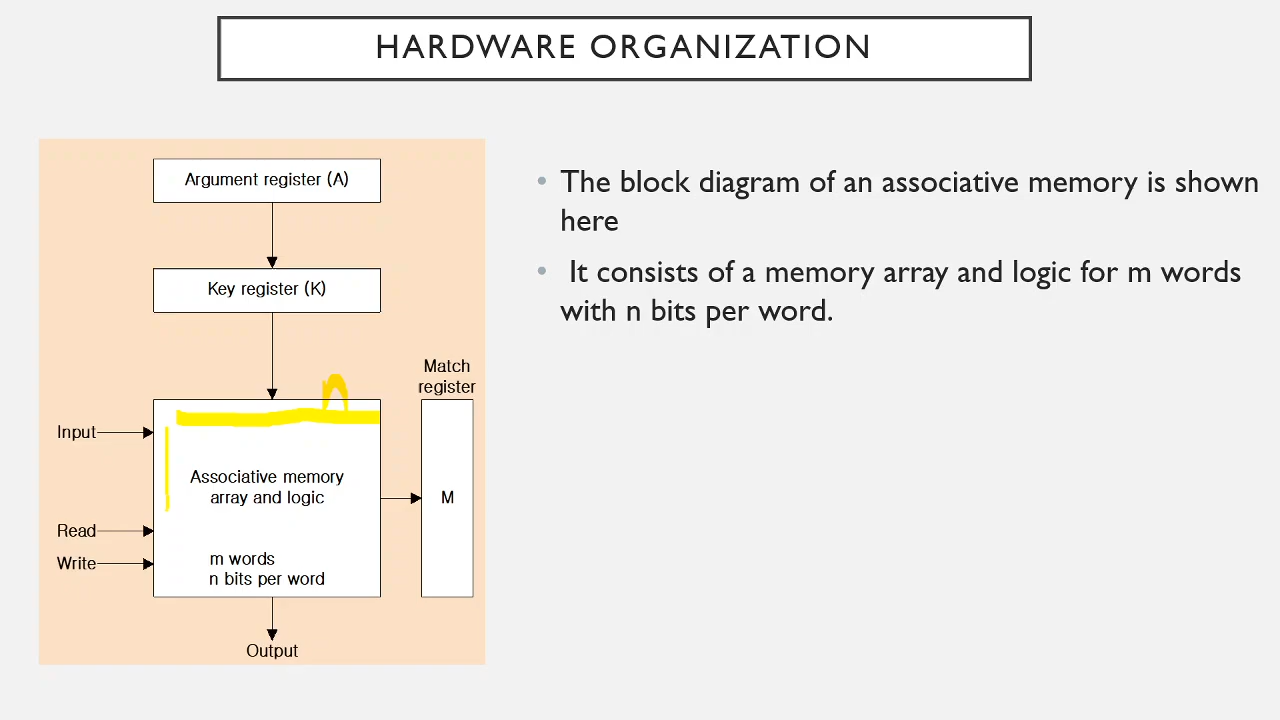 HARDWARE ORGANIZATION
Argument register (A)
Key register (K)
Match
register
Input
Associative memory
array and logic
M
Read
Write
m words
n bits per word
Output
n
• The block diagram of an associative memory is shown
here
• It consists of a memory array and logic for m words
with n bits per word.